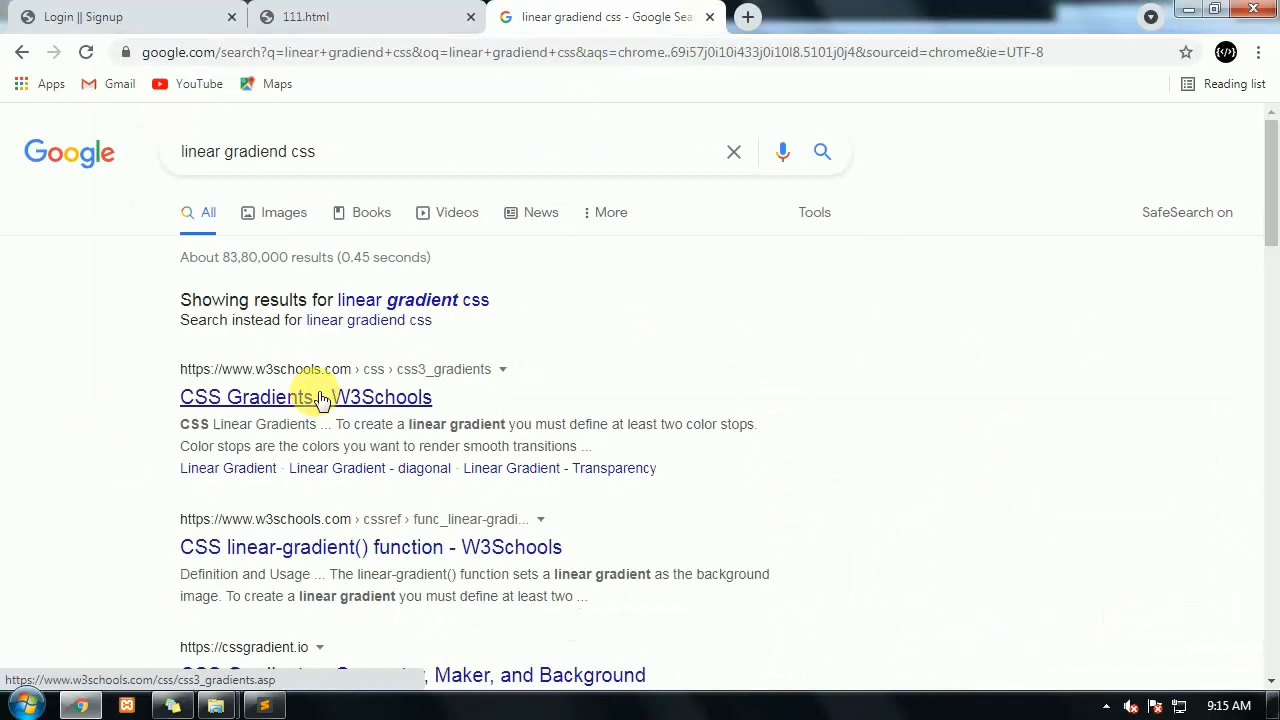 Login || Signup
111.html
linear gradiend css - Google Sea
google.com/search?q=linear+gradiend+css&oq=linear+gradiend+css&aqs=chrome..69i57j0i10i433j0i10l8.5101j0j4&sourceid=chrome&ie=UTF-8
Apps Gmail YouTube Maps Reading list
Google
linear gradiend css
All Images Books Videos News More Tools SafeSearch on
About 83,80,000 results (0.45 seconds)
Showing results for linear gradient css
Search instead for linear gradiend css
https://www.w3schools.com › css › css3_gradients
CSS Gradients - W3Schools
CSS Linear Gradients ... To create a linear gradient you must define at least two color stops.
Color stops are the colors you want to render smooth transitions ...
Linear Gradient · Linear Gradient - diagonal · Linear Gradient - Transparency
https://www.w3schools.com › cssref › func_linear-gradi...
CSS linear-gradient() function - W3Schools
Definition and Usage ... The linear-gradient() function sets a linear gradient as the background
image. To create a linear gradient you must define at least two ...
https://cssgradient.io
, Maker, and Background
https://www.w3schools.com/css/css3_gradients.asp
9:15 AM